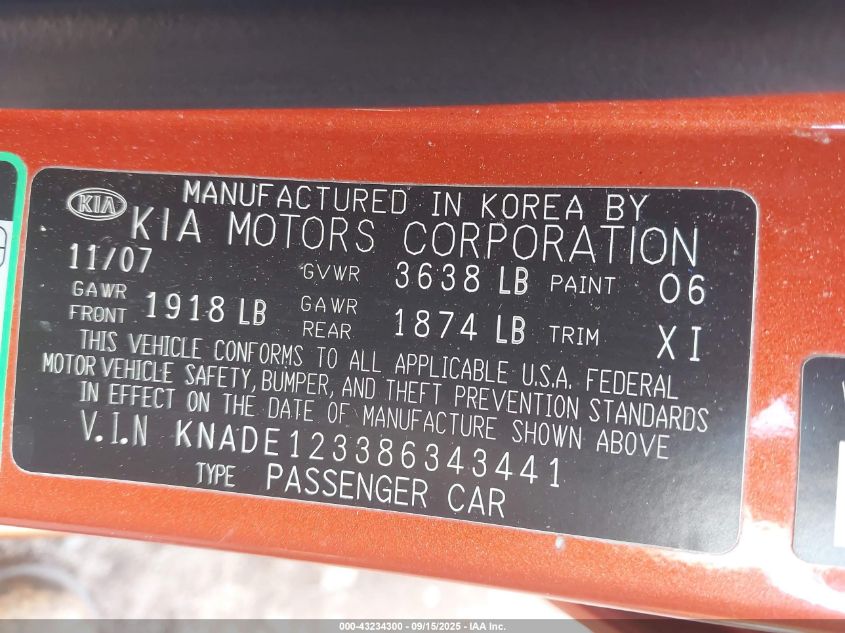 MANUFACTURED IN KOREA BY
KIA
KIA MOTORS CORPORATION
11/07 GVWR 3638 LB PAINT 06
GAWR FRONT 1918 LB GAWR REAR 1874 LB TRIM XI
THIS VEHICLE CONFORMS TO ALL APPLICABLE U.S.A. FEDERAL
MOTOR VEHICLE SAFETY, BUMPER, AND THEFT PREVENTION STANDARDS
IN EFFECT ON THE DATE OF MANUFACTURE SHOWN ABOVE
V.I.N KNADE123386343441
TYPE PASSENGER CAR
000-43234300 - 09/15/2025 - IAA Inc.